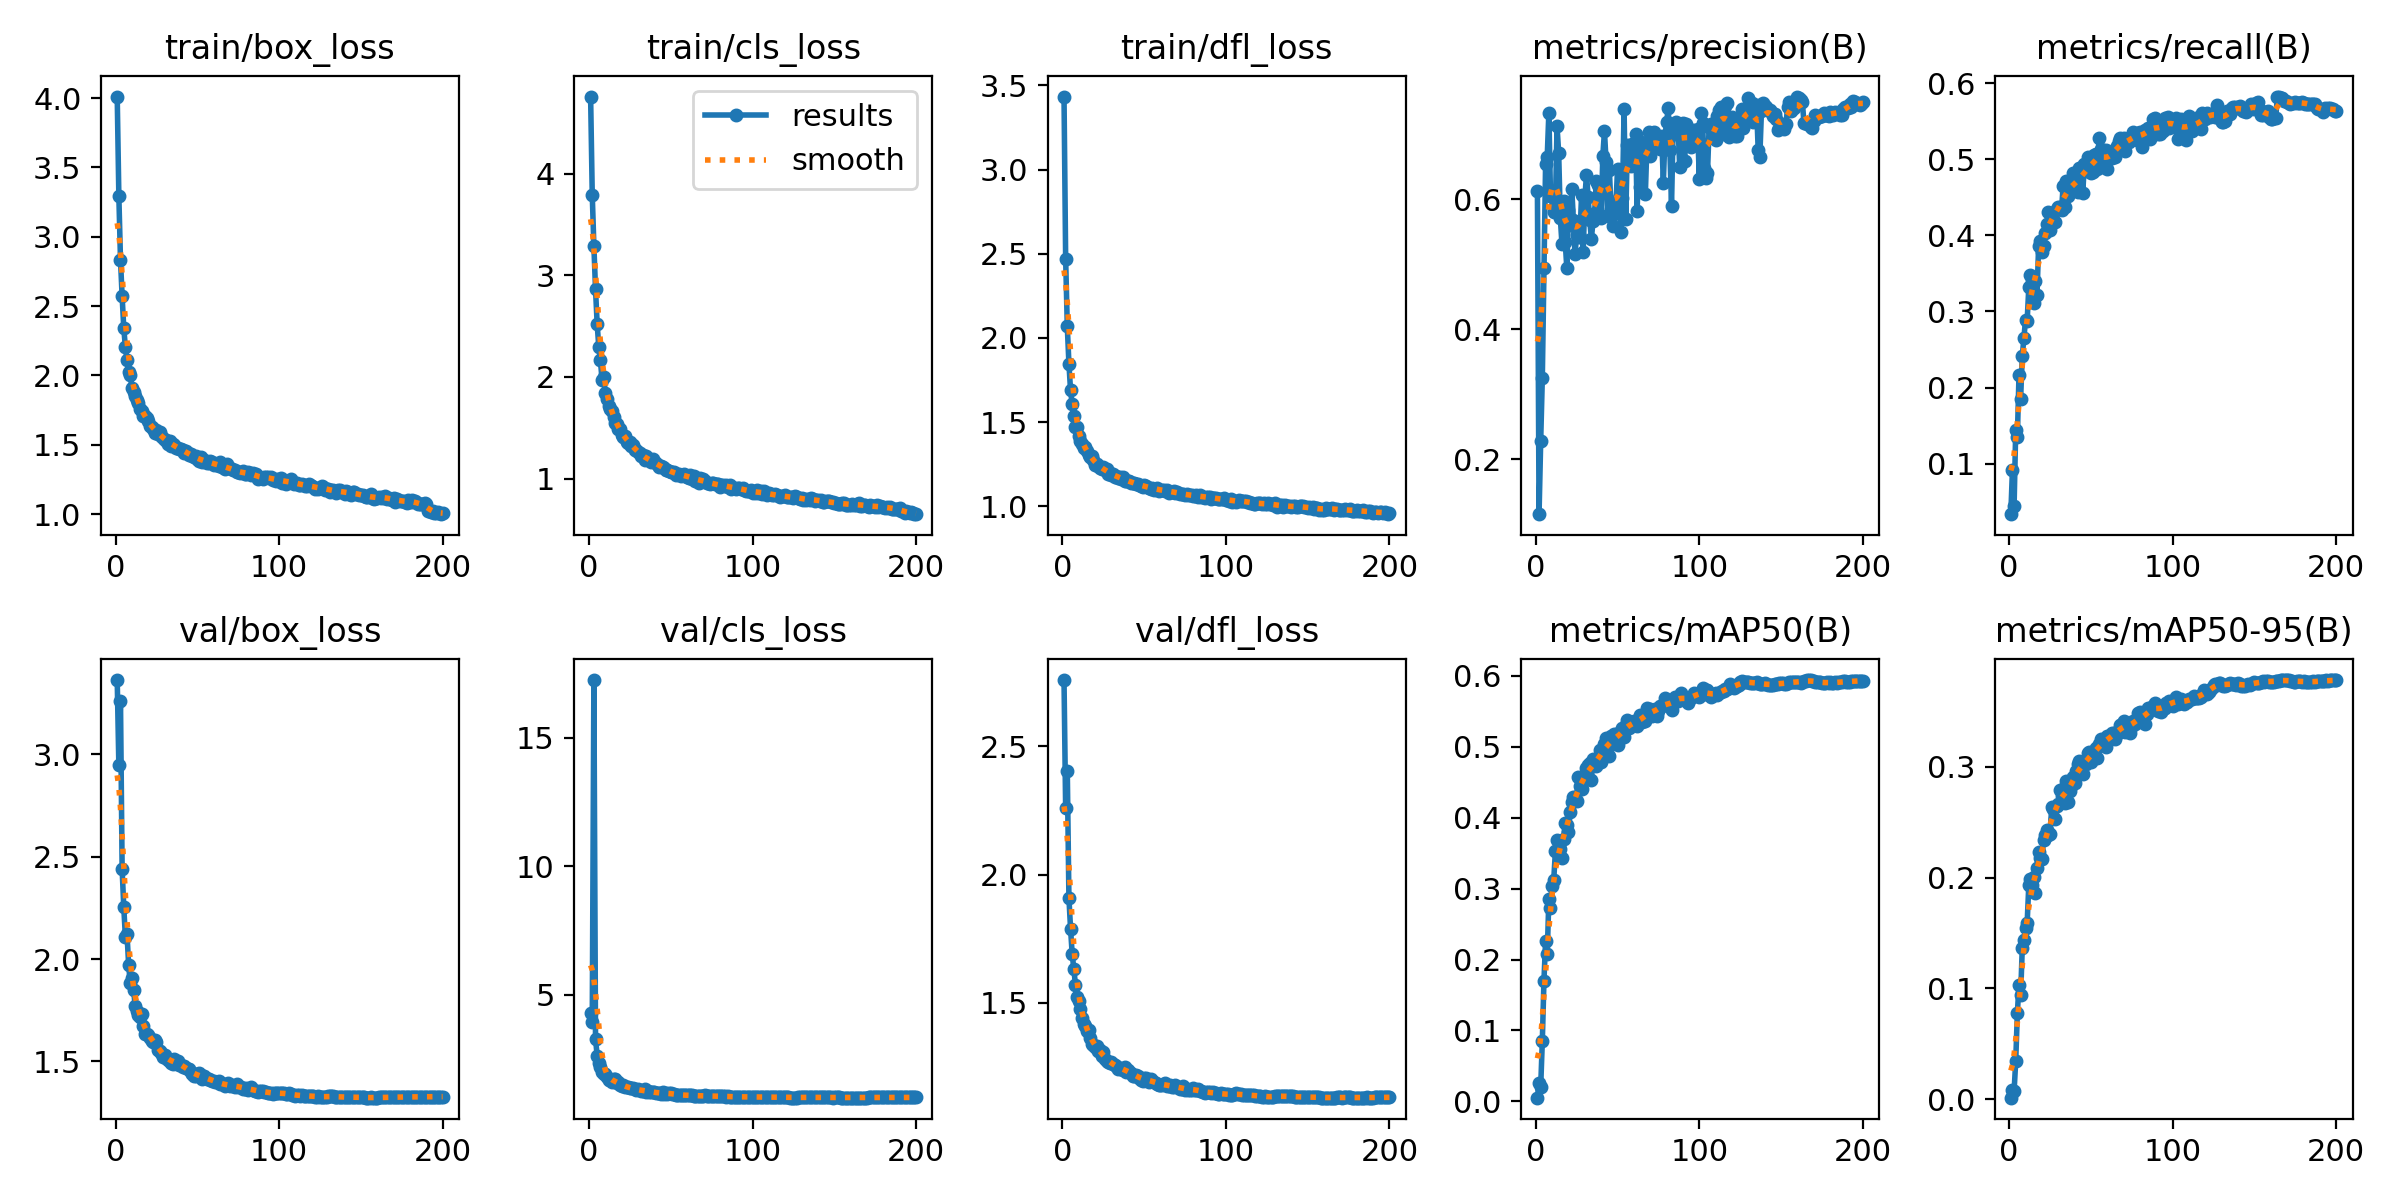 train/box_loss
4.0
3.5
3.0
2.5
2.0
1.5
1.0
0 100 200
train/cls_loss
results
smooth
4
3
2
1
0 100 200
train/dfl_loss
3.5
3.0
2.5
2.0
1.5
1.0
0 100 200
metrics/precision(B)
0.6
0.4
0.2
0 100 200
metrics/recall(B)
0.6
0.5
0.4
0.3
0.2
0.1
0 100 200
val/box_loss
3.0
2.5
2.0
1.5
0 100 200
val/cls_loss
15
10
5
0 100 200
val/dfl_loss
2.5
2.0
1.5
0 100 200
metrics/mAP50(B)
0.6
0.5
0.4
0.3
0.2
0.1
0.0
0 100 200
metrics/mAP50-95(B)
0.3
0.2
0.1
0.0
0 100 200